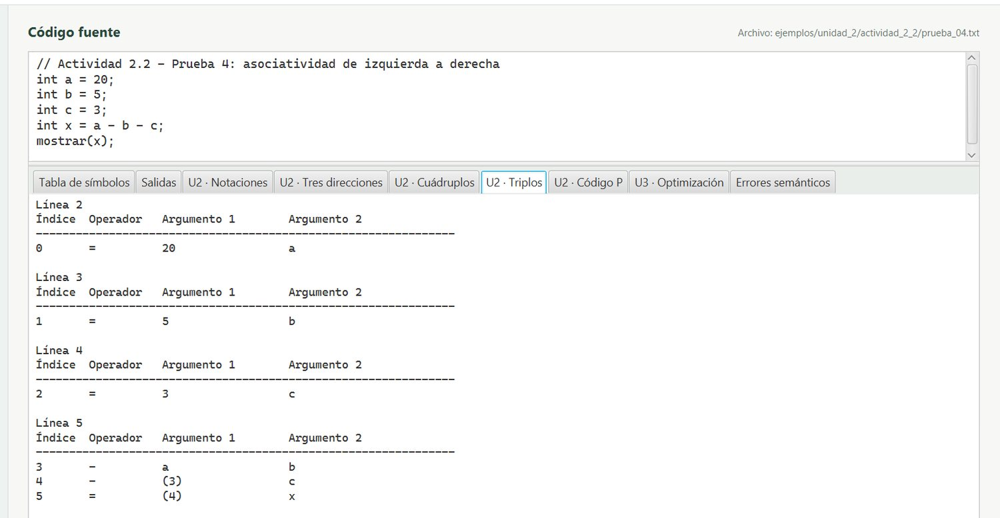 Código fuente
Archivo: ejemplos/unidad_2/actividad_2_2/prueba_04.txt
// Actividad 2.2 - Prueba 4: asociatividad de izquierda a derecha
int a = 20;
int b = 5;
int c = 3;
int x = a - b - c;
mostrar(x);
Tabla de símbolos Salidas U2 · Notaciones U2 · Tres direcciones U2 · Cuádruplos U2 · Triplos U2 · Código P U3 · Optimización Errores semánticos
Línea 2
Índice Operador Argumento 1 Argumento 2
---------------------------------------------------------------
0 = 20 a
Línea 3
Índice Operador Argumento 1 Argumento 2
---------------------------------------------------------------
1 = 5 b
Línea 4
Índice Operador Argumento 1 Argumento 2
---------------------------------------------------------------
2 = 3 c
Línea 5
Índice Operador Argumento 1 Argumento 2
---------------------------------------------------------------
3 - a b
4 - (3) c
5 = (4) x